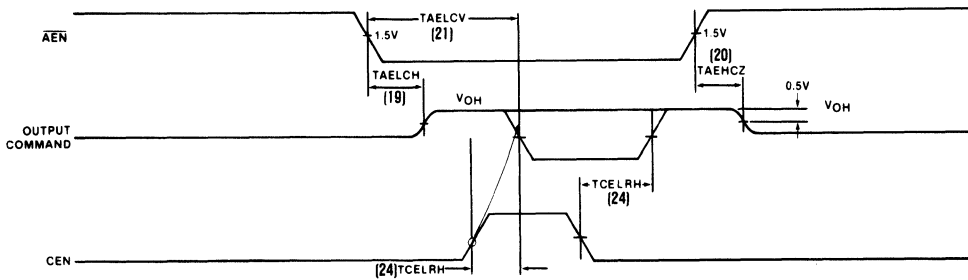 TAELCV
(21)
AEN
1.5V
1.5V
(20)
TAEHCZ
TAELCH
(19)
0.5V
VOH
VOH
OUTPUT
COMMAND
TCELRH
(24)
CEN
(24)TCELRH